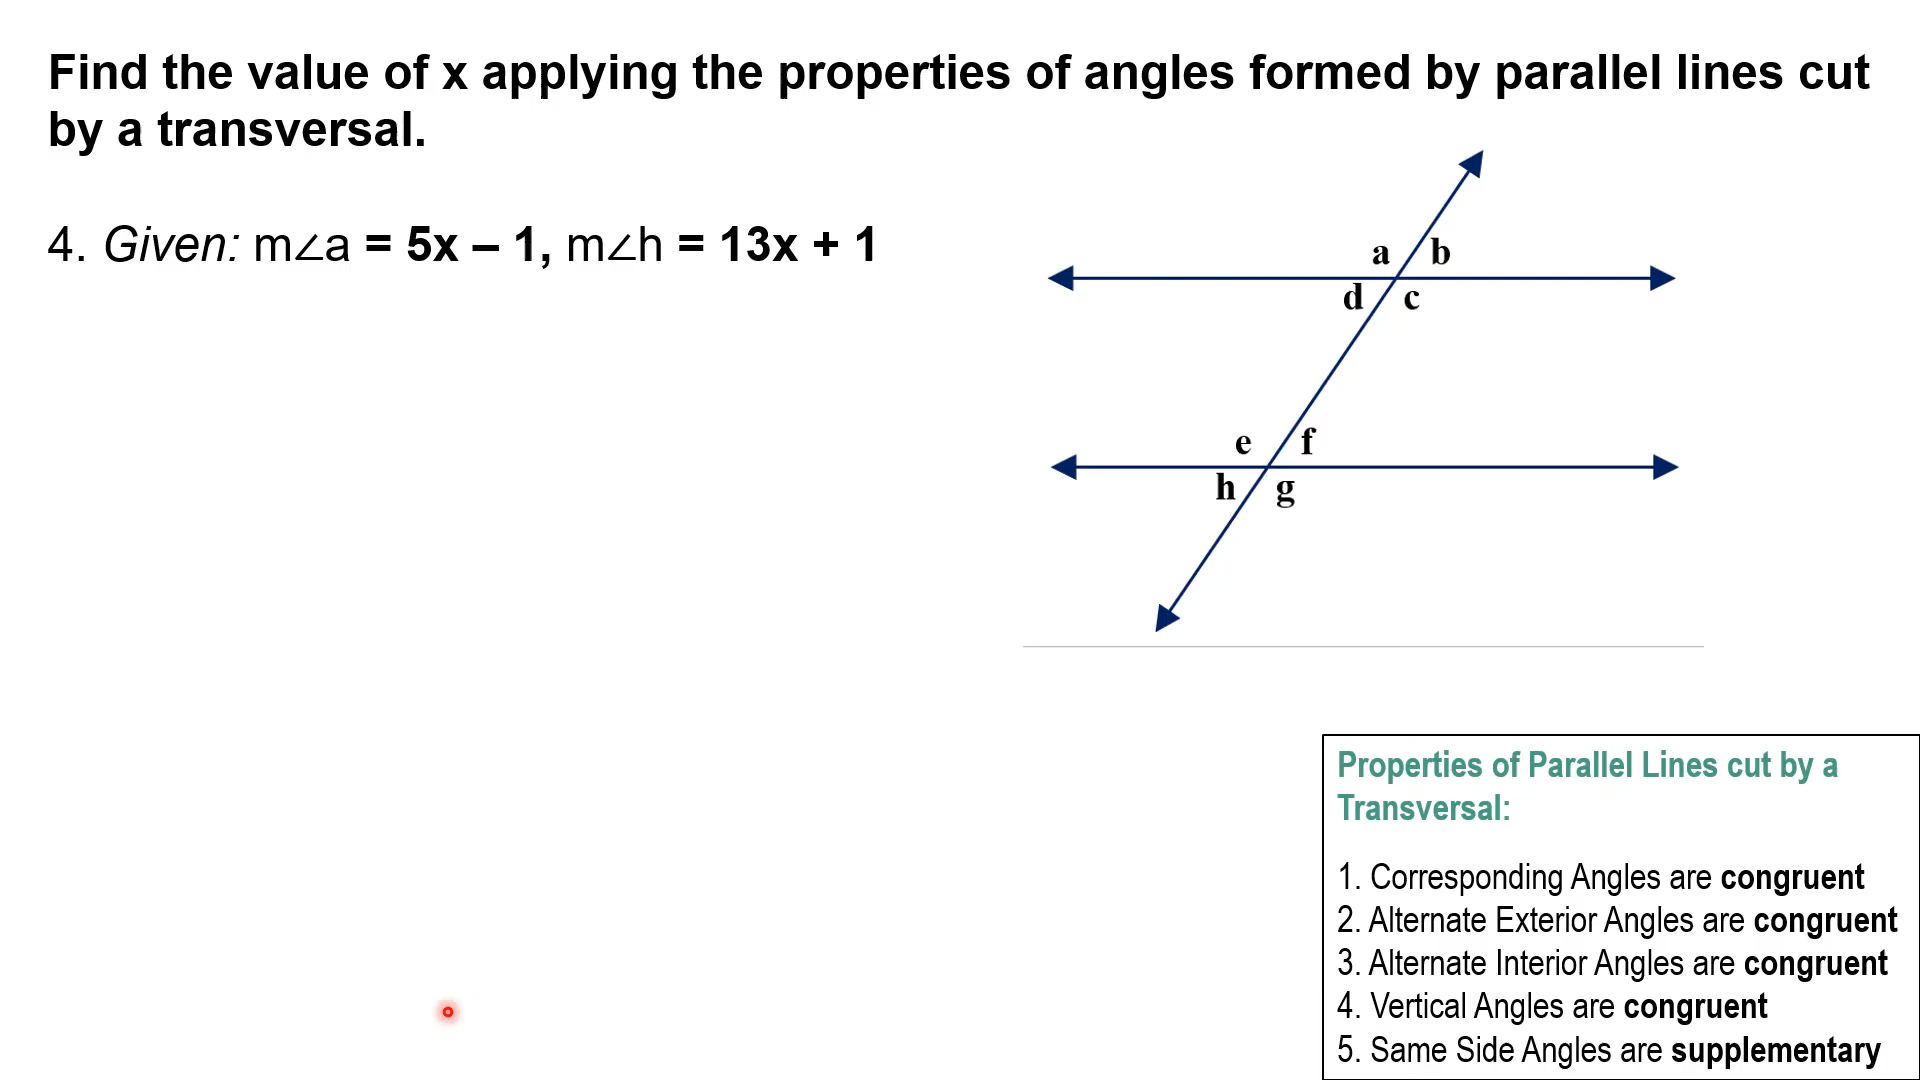 Find the value of x applying the properties of angles formed by parallel lines cut
by a transversal.
4. Given: m∠a = 5x – 1, m∠h = 13x + 1
a b
d c
e f
h g
Properties of Parallel Lines cut by a
Transversal:
1. Corresponding Angles are congruent
2. Alternate Exterior Angles are congruent
3. Alternate Interior Angles are congruent
4. Vertical Angles are congruent
5. Same Side Angles are supplementary